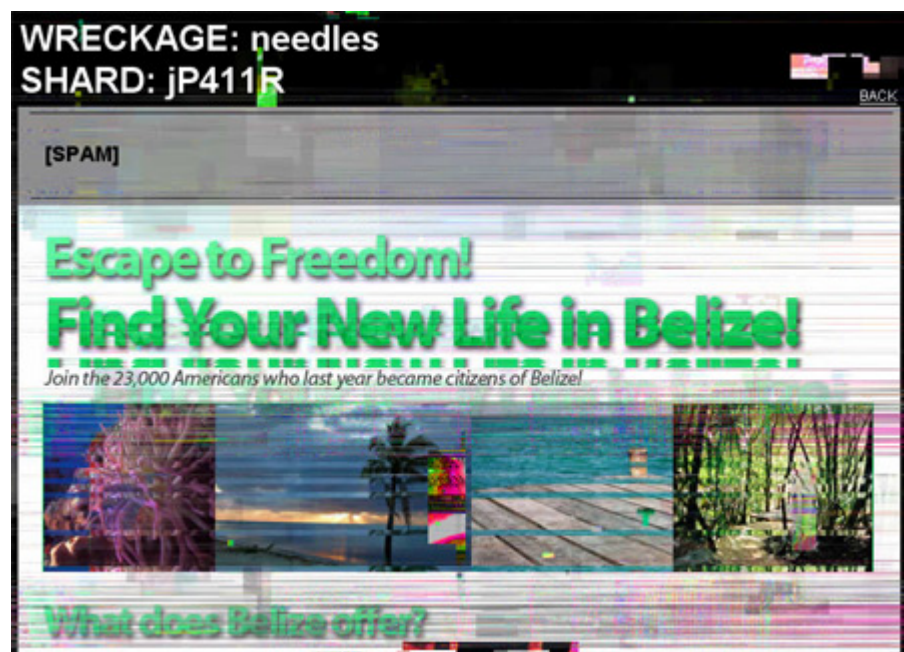 WRECKAGE: needles
SHARD: jP411R
BACK
[SPAM]
Escape to Freedom!
Find Your New Life in Belize!
Join the 23,000 Americans who last year became citizens of Belize!
What does Belize offer?